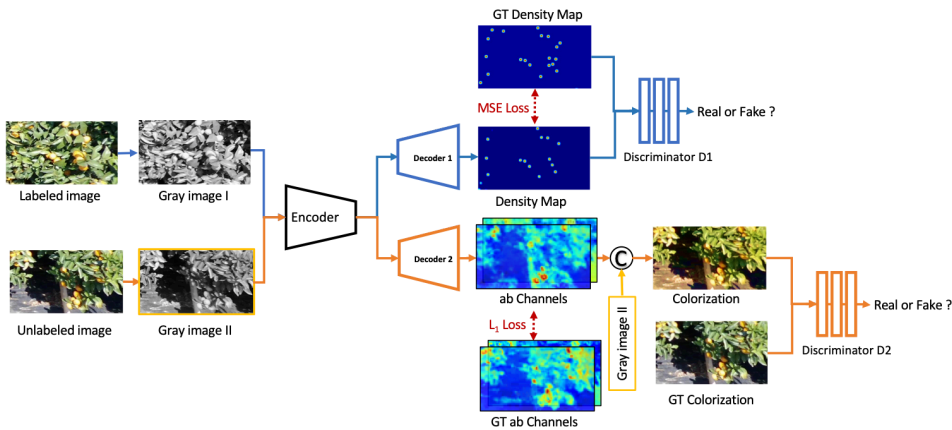 GT Density Map
MSE Loss
Real or Fake ?
Discriminator D1
Decoder 1
Density Map
Labeled image
Gray image I
Encoder
Decoder 2
C
ab Channels
Colorization
Unlabeled image
Gray image II
L₁ Loss
Gray image II
Real or Fake ?
Discriminator D2
GT ab Channels
GT Colorization